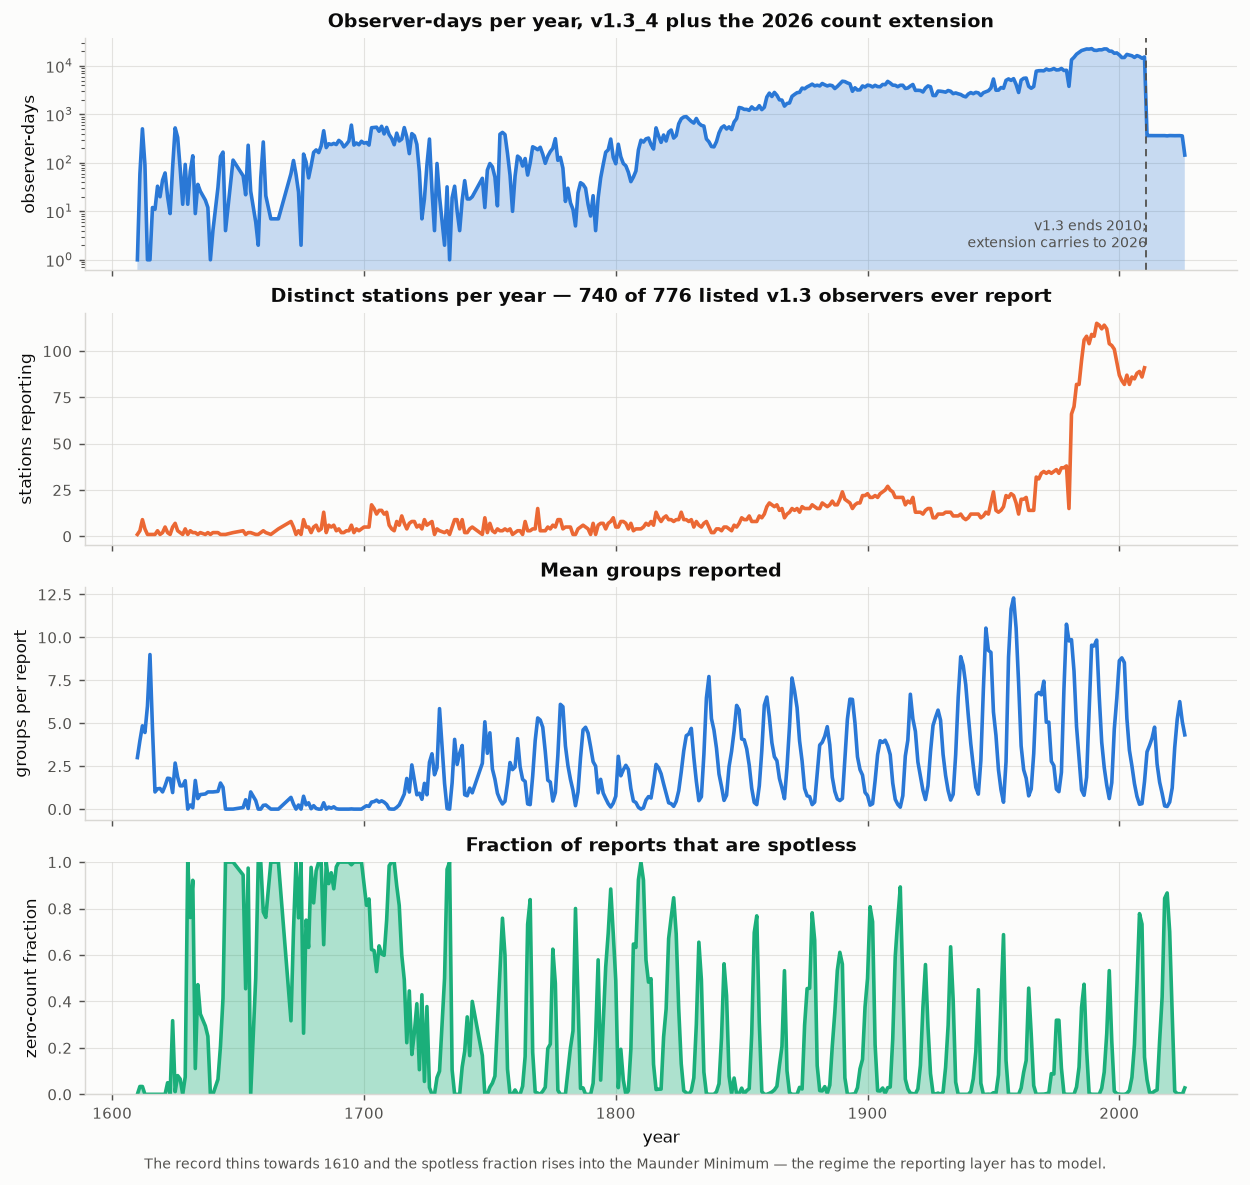 Observer-days per year, v1.3_4 plus the 2026 count extension
observer-days
10⁴
10³
10²
10¹
10⁰
v1.3 ends 2010;
extension carries to 2026
Distinct stations per year — 740 of 776 listed v1.3 observers ever report
stations reporting
100
75
50
25
0
Mean groups reported
groups per report
12.5
10.0
7.5
5.0
2.5
0.0
Fraction of reports that are spotless
zero-count fraction
1.0
0.8
0.6
0.4
0.2
0.0
1600 1700 1800 1900 2000
year
The record thins towards 1610 and the spotless fraction rises into the Maunder Minimum — the regime the reporting layer has to model.